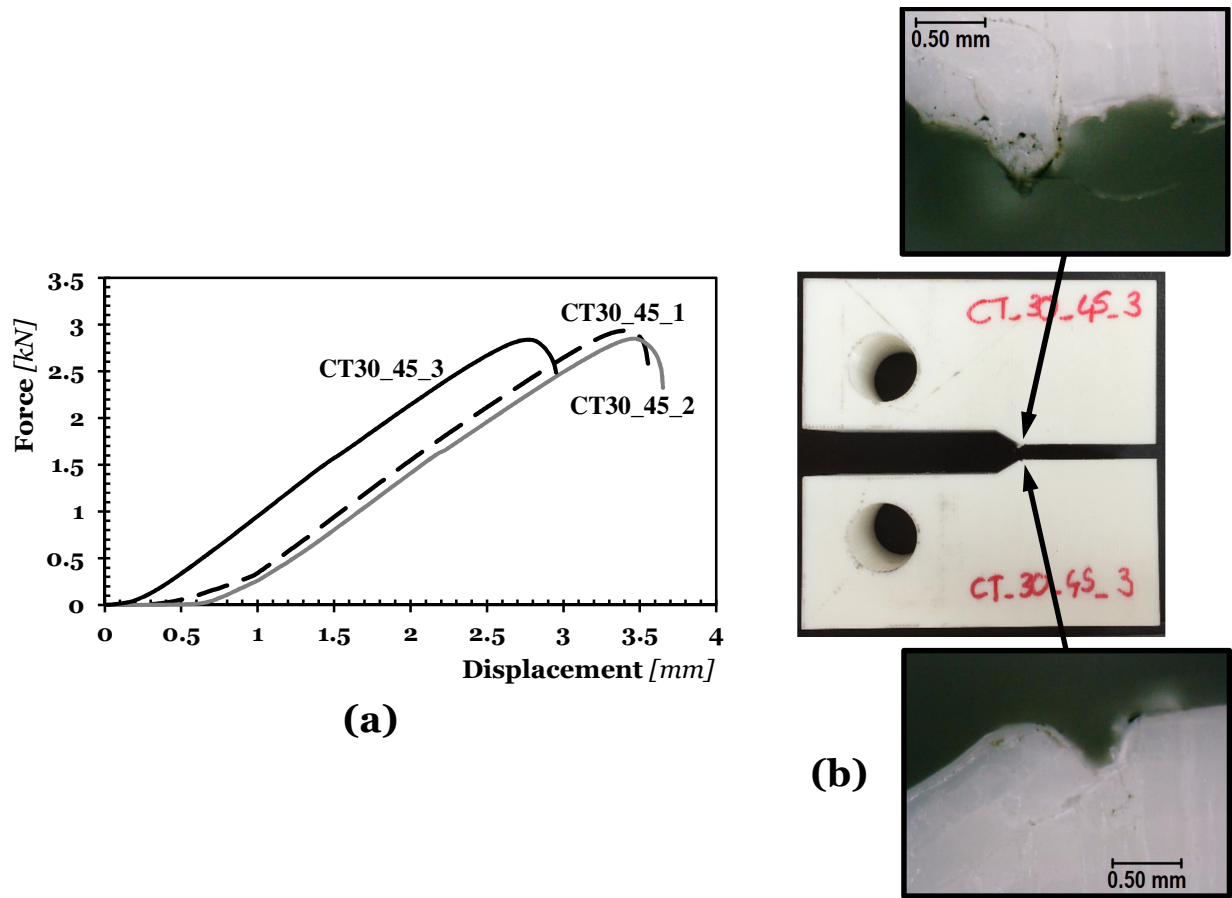 0.50 mm
3.5
3
2.5
2
1.5
1
0.5
0
Force [kN]
CT30_45_1
CT30_45_3
CT30_45_2
0 0.5 1 1.5 2 2.5 3 3.5 4
Displacement [mm]
(a)
CT_30_45_3
CT_30_45_3
(b)
0.50 mm